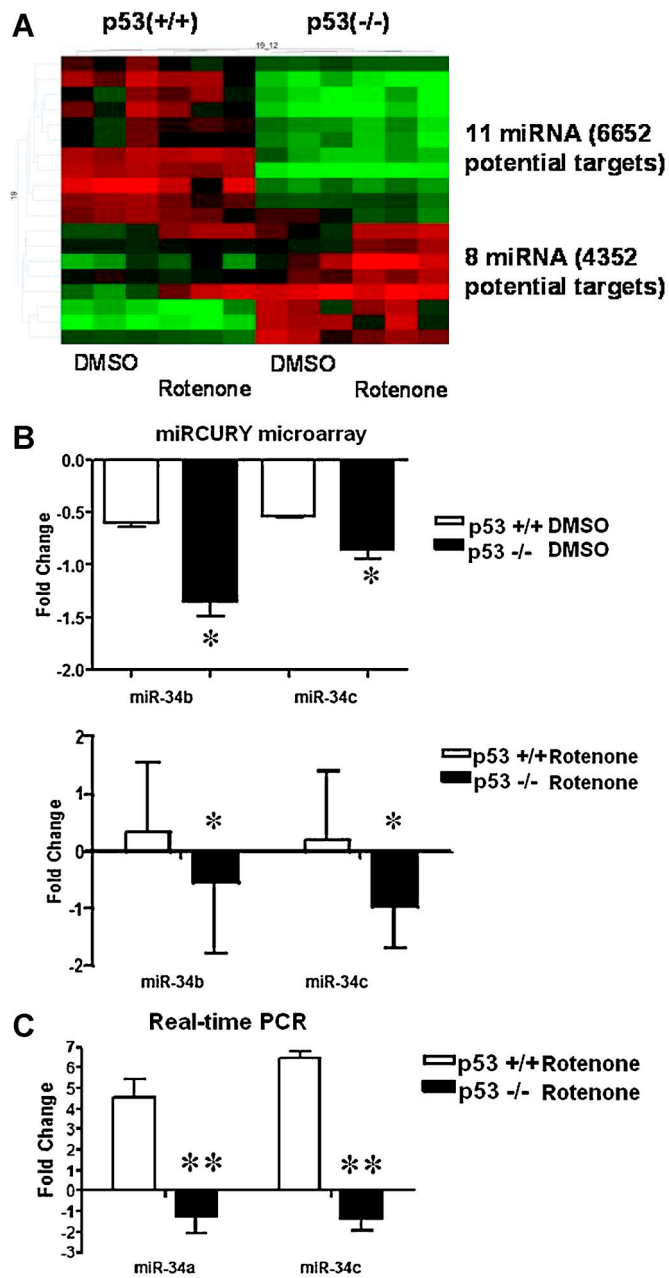 A
p53(+/+) p53(-/-)
19_12
19
11 miRNA (6652
potential targets)
8 miRNA (4352
potential targets)
DMSO DMSO
Rotenone Rotenone
B
miRCURY microarray
Fold Change
0.0
-0.5
-1.0
-1.5
-2.0
*
*
miR-34b miR-34c
p53 +/+ DMSO
p53 -/- DMSO
Fold Change
2
1
0
-1
-2
* *
miR-34b miR-34c
p53 +/+ Rotenone
p53 -/- Rotenone
C
Real-time PCR
Fold Change
7
6
5
4
3
2
1
0
-1
-2
-3
** **
miR-34a miR-34c
p53 +/+ Rotenone
p53 -/- Rotenone